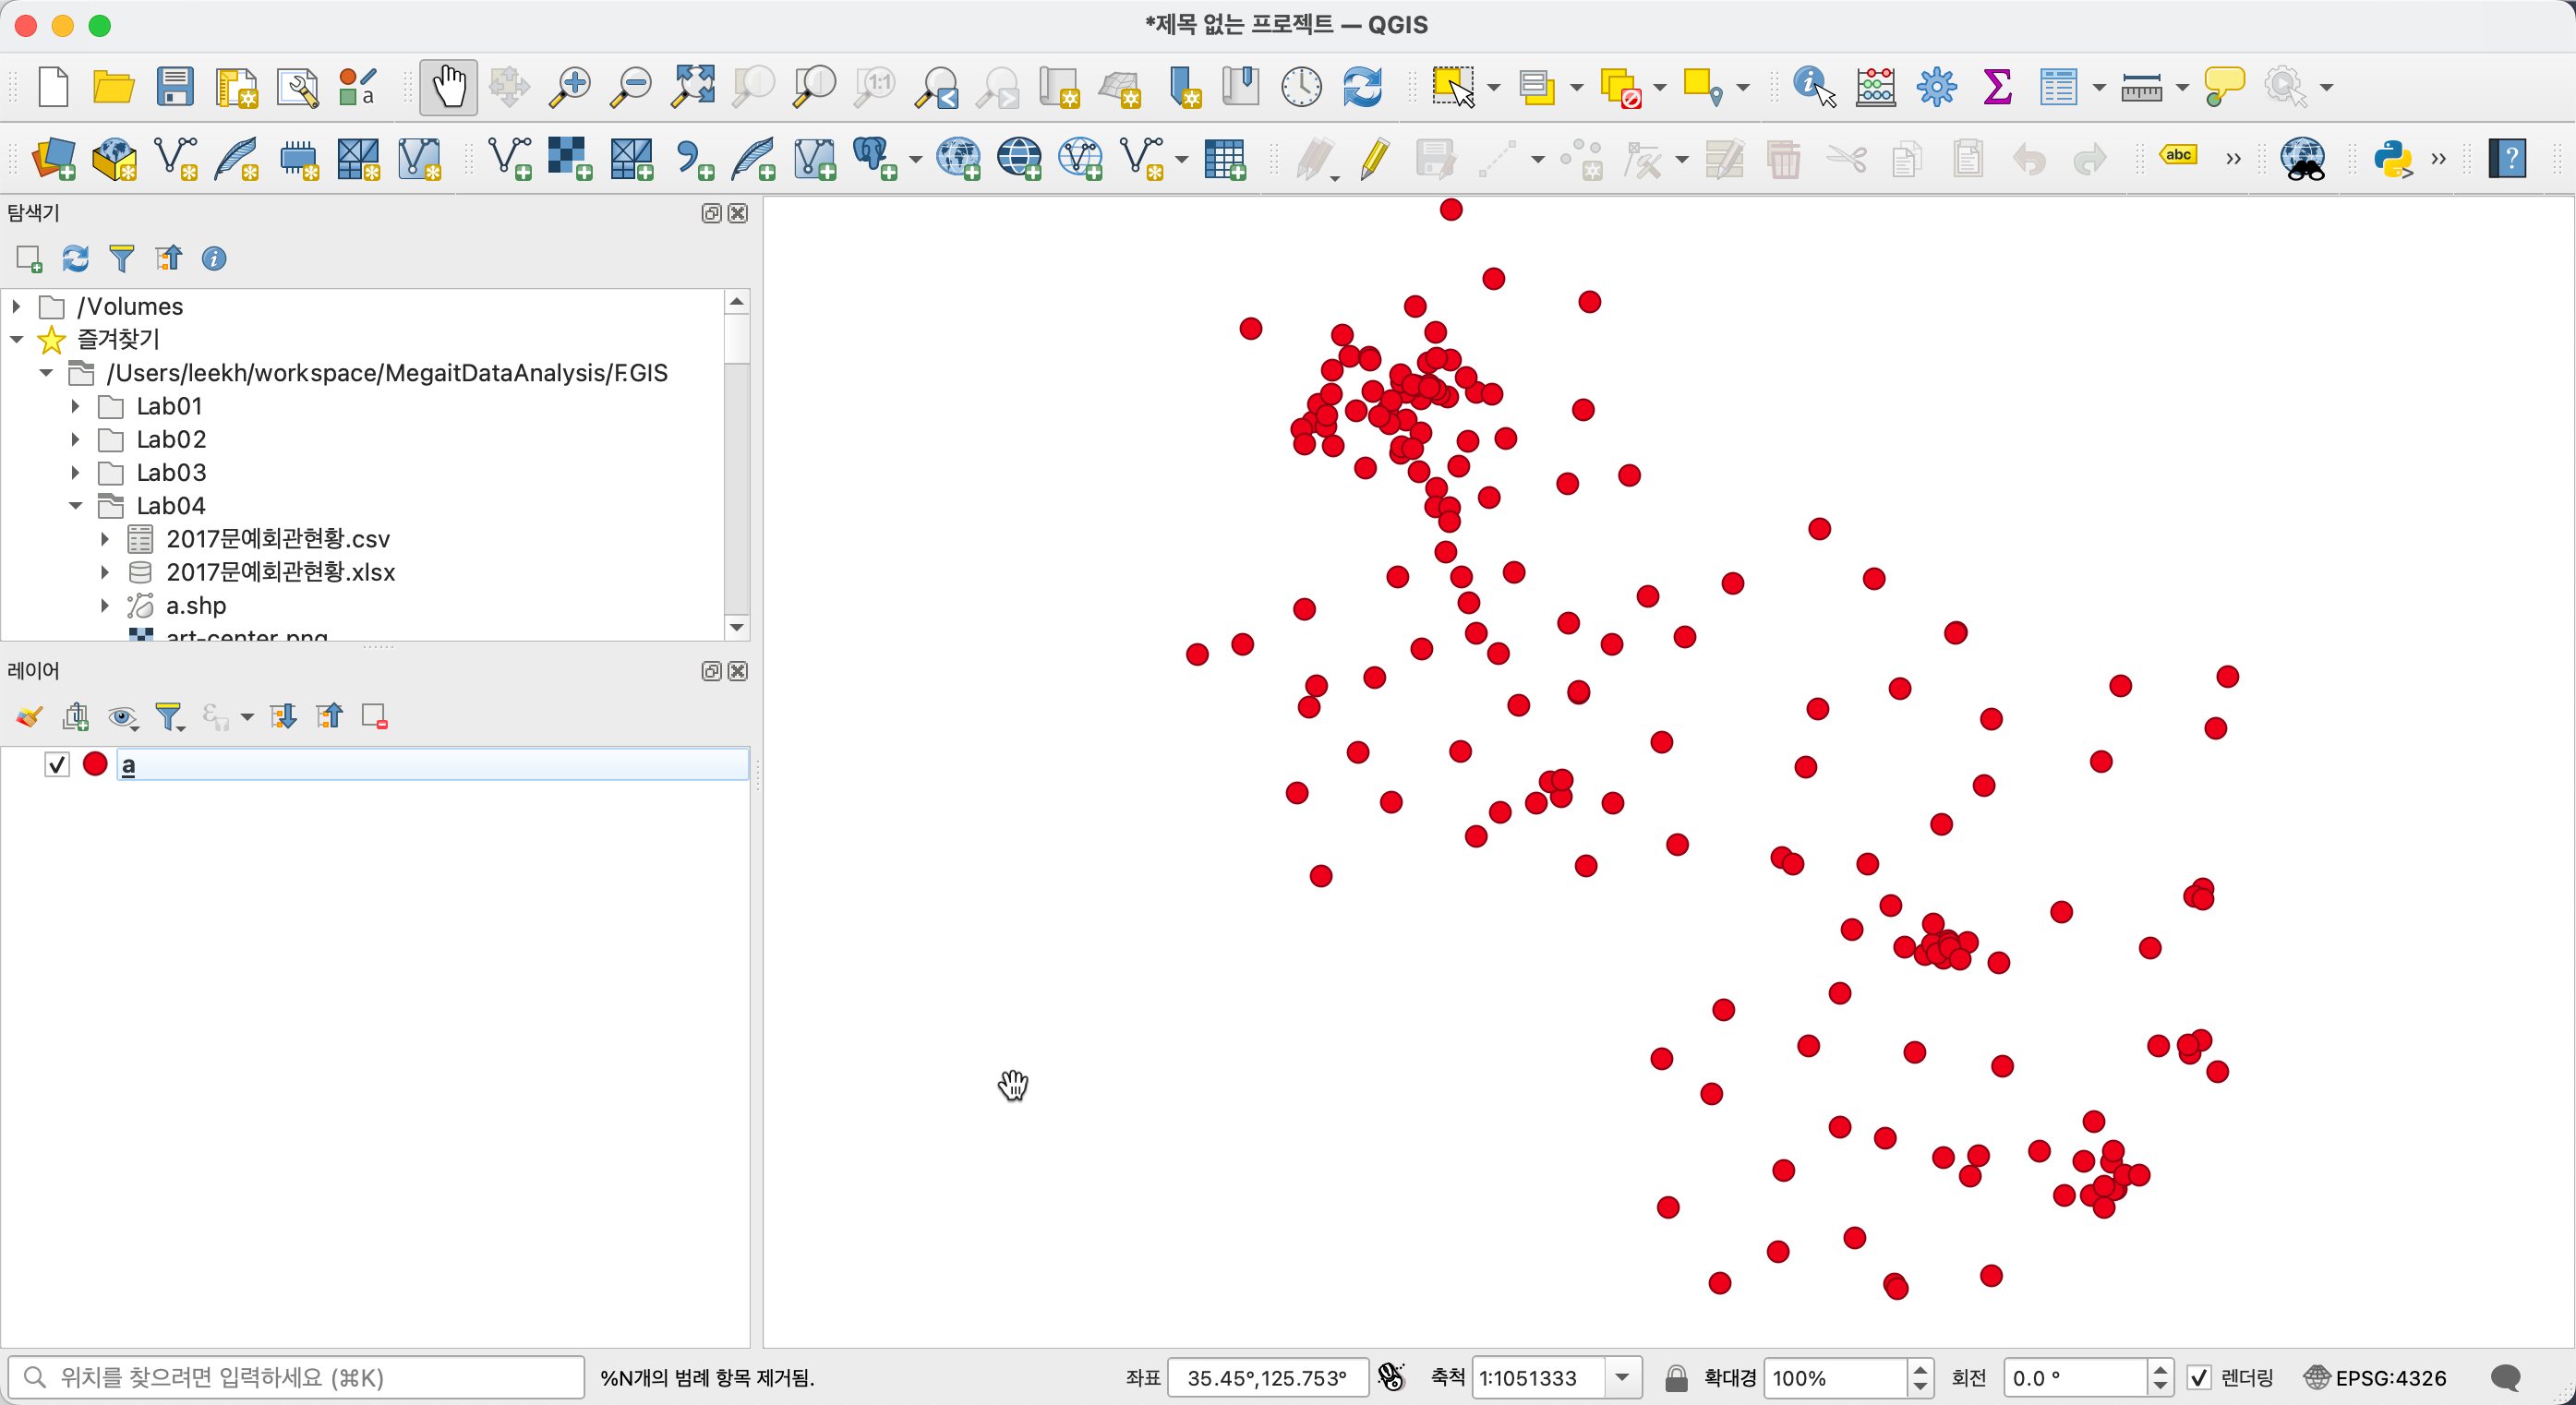 *제목 없는 프로젝트 — QGIS
a
1:1
abc
?
탐색기
/Volumes
즐겨찾기
/Users/leekh/workspace/MegaitDataAnalysis/F.GIS
Lab01
Lab02
Lab03
Lab04
2017문예회관현황.csv
2017문예회관현황.xlsx
a.shp
art-center.png
레이어
a
위치를 찾으려면 입력하세요 (⌘K) %N개의 범례 항목 제거됨. 좌표 35.45°,125.753° 축척 1:1051333 확대경 100% 회전 0.0 ° 렌더링 EPSG:4326